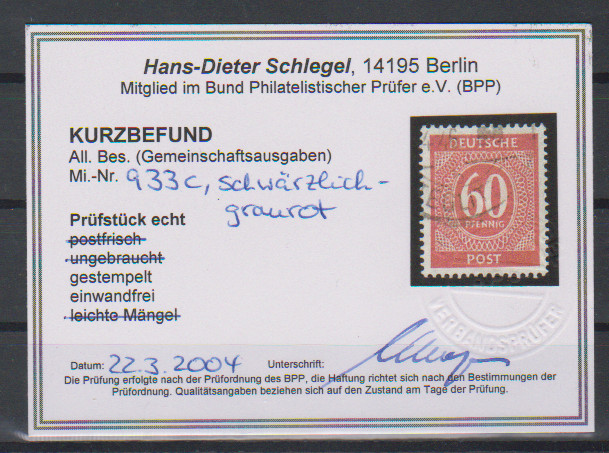 Hans-Dieter Schlegel, 14195 Berlin
Mitglied im Bund Philatelistischer Prüfer e.V. (BPP)
KURZBEFUND
All. Bes. (Gemeinschaftsausgaben)
Mi.-Nr. 933c, schwärzlich-
graurot
Prüfstück echt
postfrisch
ungebraucht
gestempelt
einwandfrei
leichte Mängel
DEUTSCHE
60
PFENNIG
POST
VERBANDSPRÜFER
Datum: 22.3.2004 Unterschrift:
Die Prüfung erfolgte nach der Prüfordnung des BPP, die Haftung richtet sich nach den Bestimmungen der
Prüfordnung. Qualitätsangaben beziehen sich auf den Zustand am Tage der Prüfung.